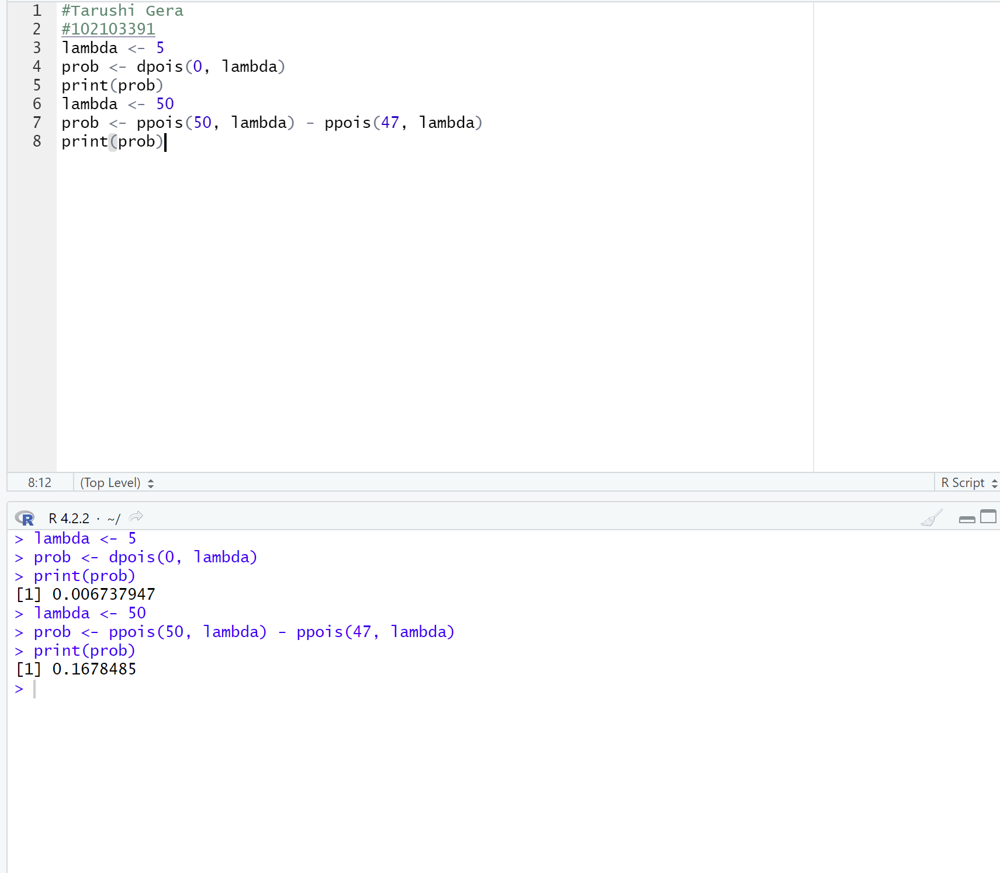 1 #Tarushi Gera
2 #102103391
3 lambda <- 5
4 prob <- dpois(0, lambda)
5 print(prob)
6 lambda <- 50
7 prob <- ppois(50, lambda) - ppois(47, lambda)
8 print(prob)
8:12 (Top Level) R Script
R R 4.2.2 · ~/
> lambda <- 5
> prob <- dpois(0, lambda)
> print(prob)
[1] 0.006737947
> lambda <- 50
> prob <- ppois(50, lambda) - ppois(47, lambda)
> print(prob)
[1] 0.1678485
>